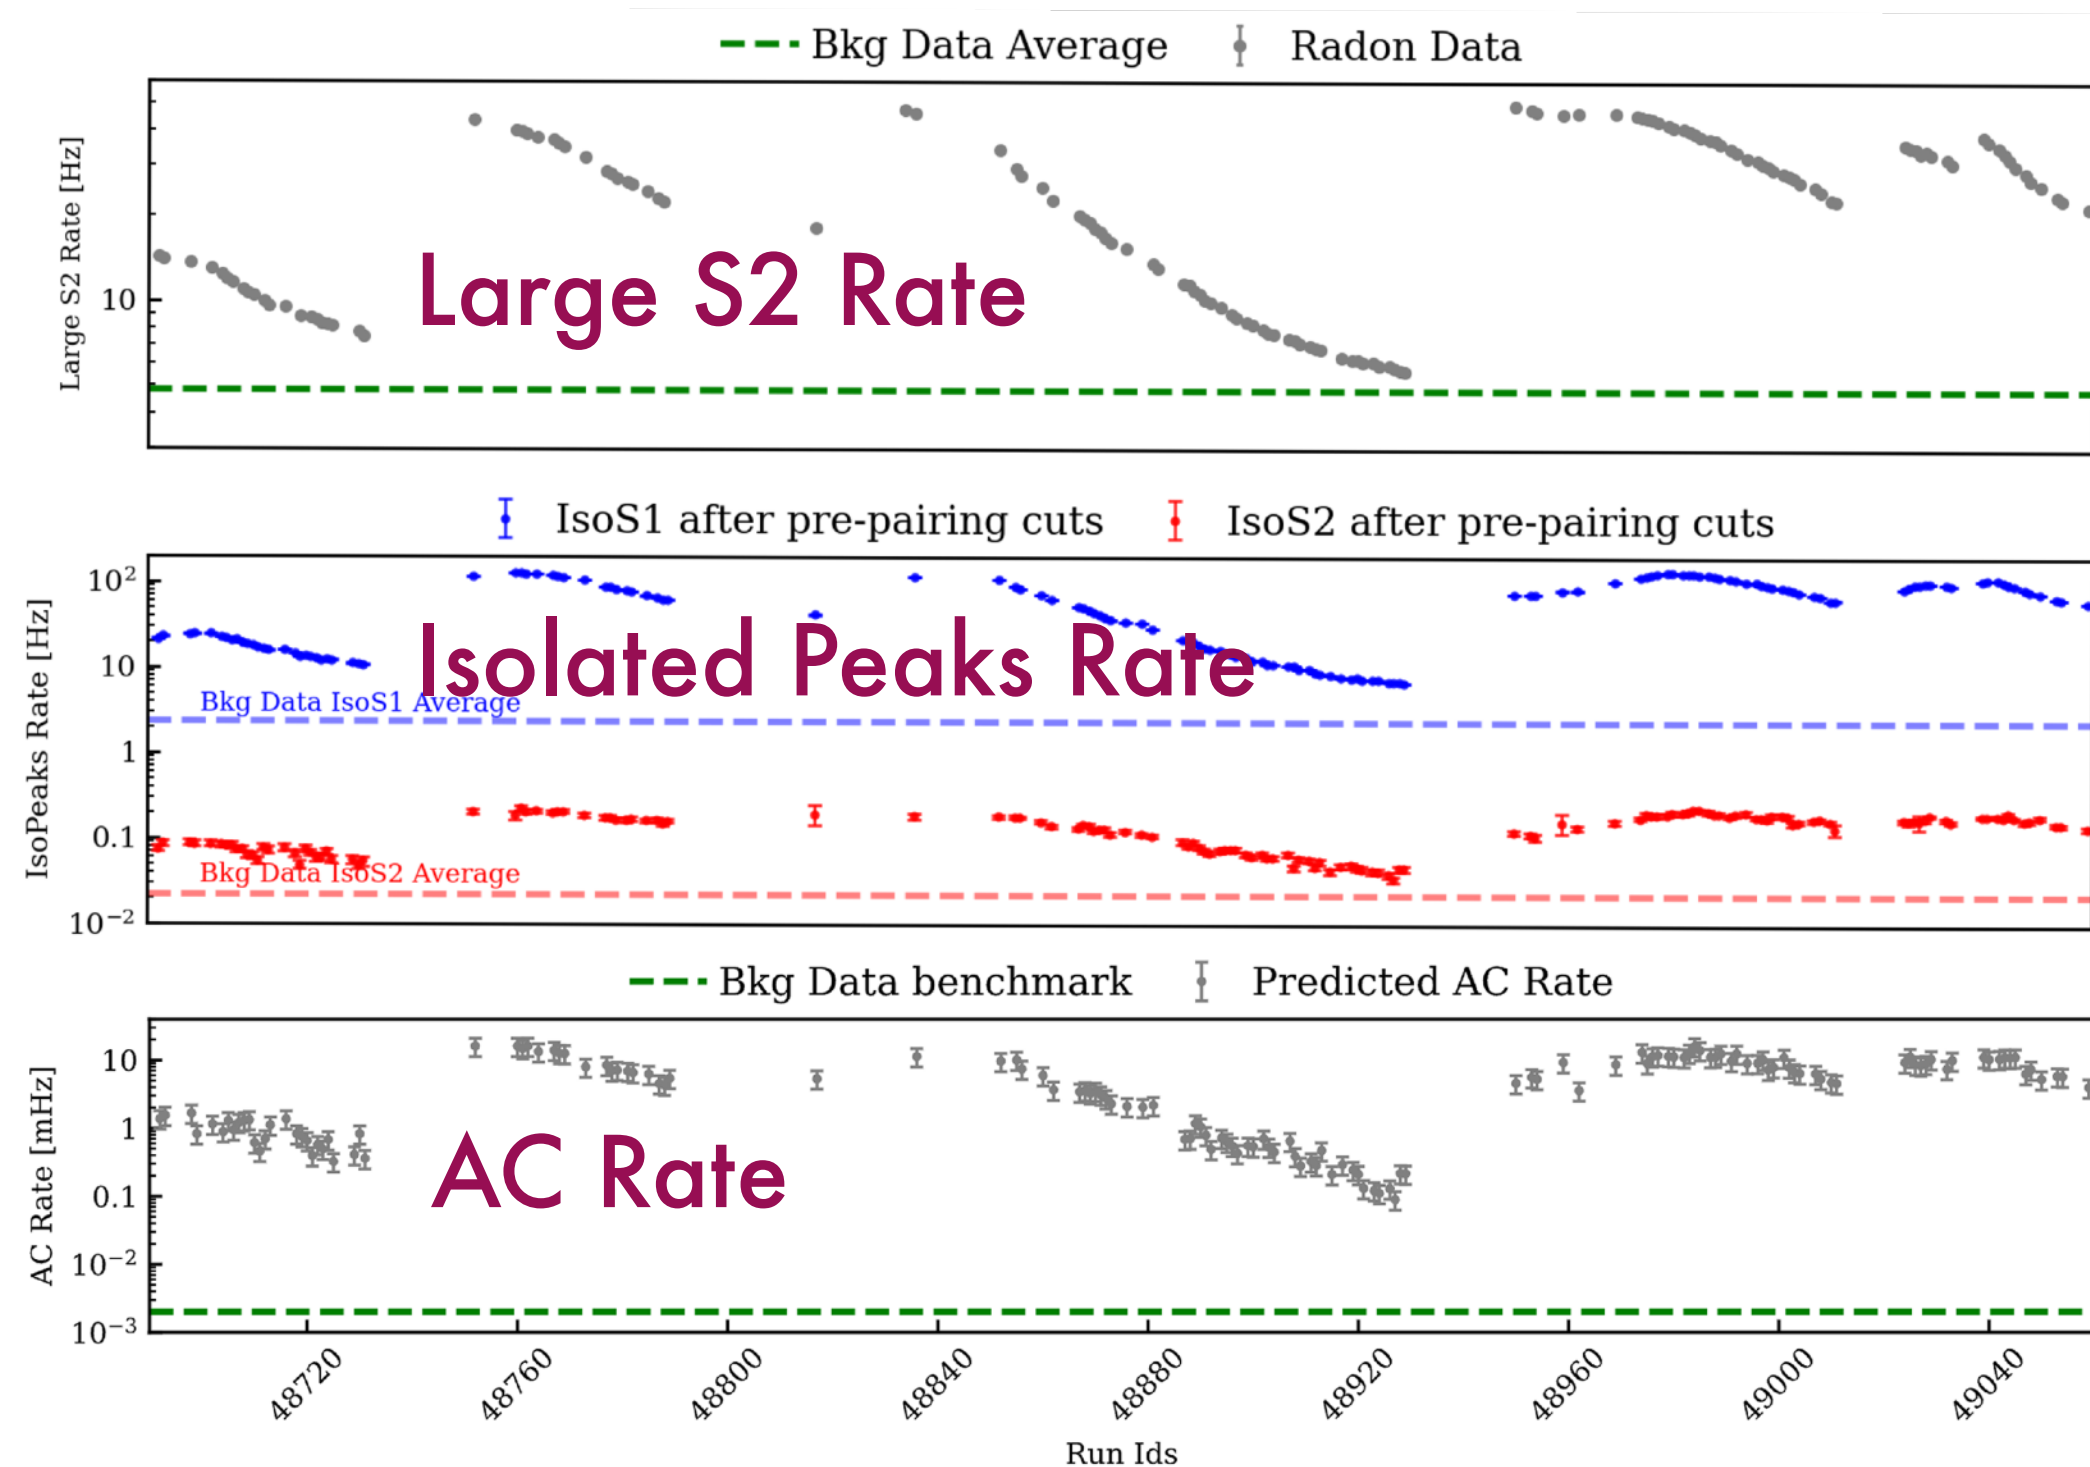 Bkg Data Average Radon Data
Large S2 Rate [Hz]
10
Large S2 Rate
IsoS1 after pre-pairing cuts IsoS2 after pre-pairing cuts
IsoPeaks Rate [Hz]
10²
10
1
0.1
10⁻²
Isolated Peaks Rate
Bkg Data IsoS1 Average
Bkg Data IsoS2 Average
Bkg Data benchmark Predicted AC Rate
AC Rate [mHz]
10
1
0.1
10⁻²
10⁻³
AC Rate
48720 48760 48800 48840 48880 48920 48960 49000 49040
Run Ids